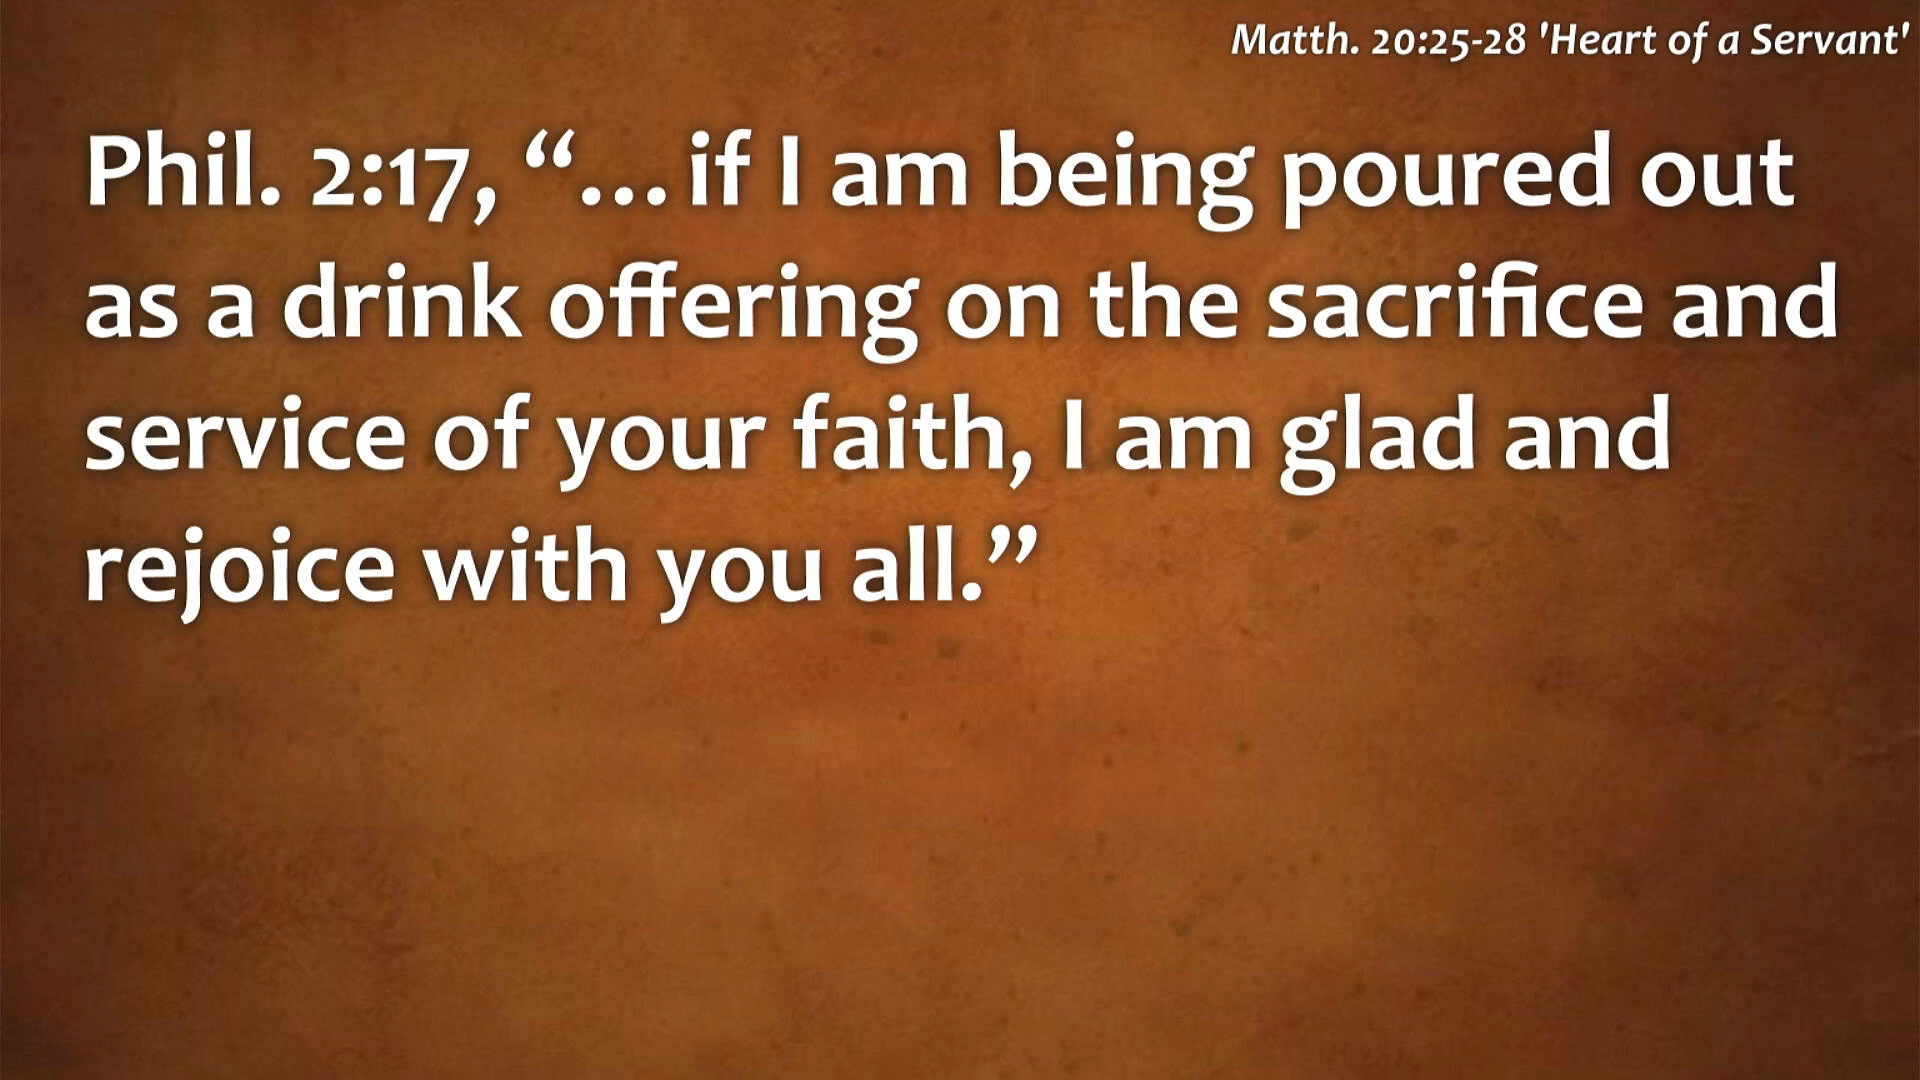 Matth. 20:25-28 'Heart of a Servant'
Phil. 2:17, “…if I am being poured out
as a drink offering on the sacrifice and
service of your faith, I am glad and
rejoice with you all.”